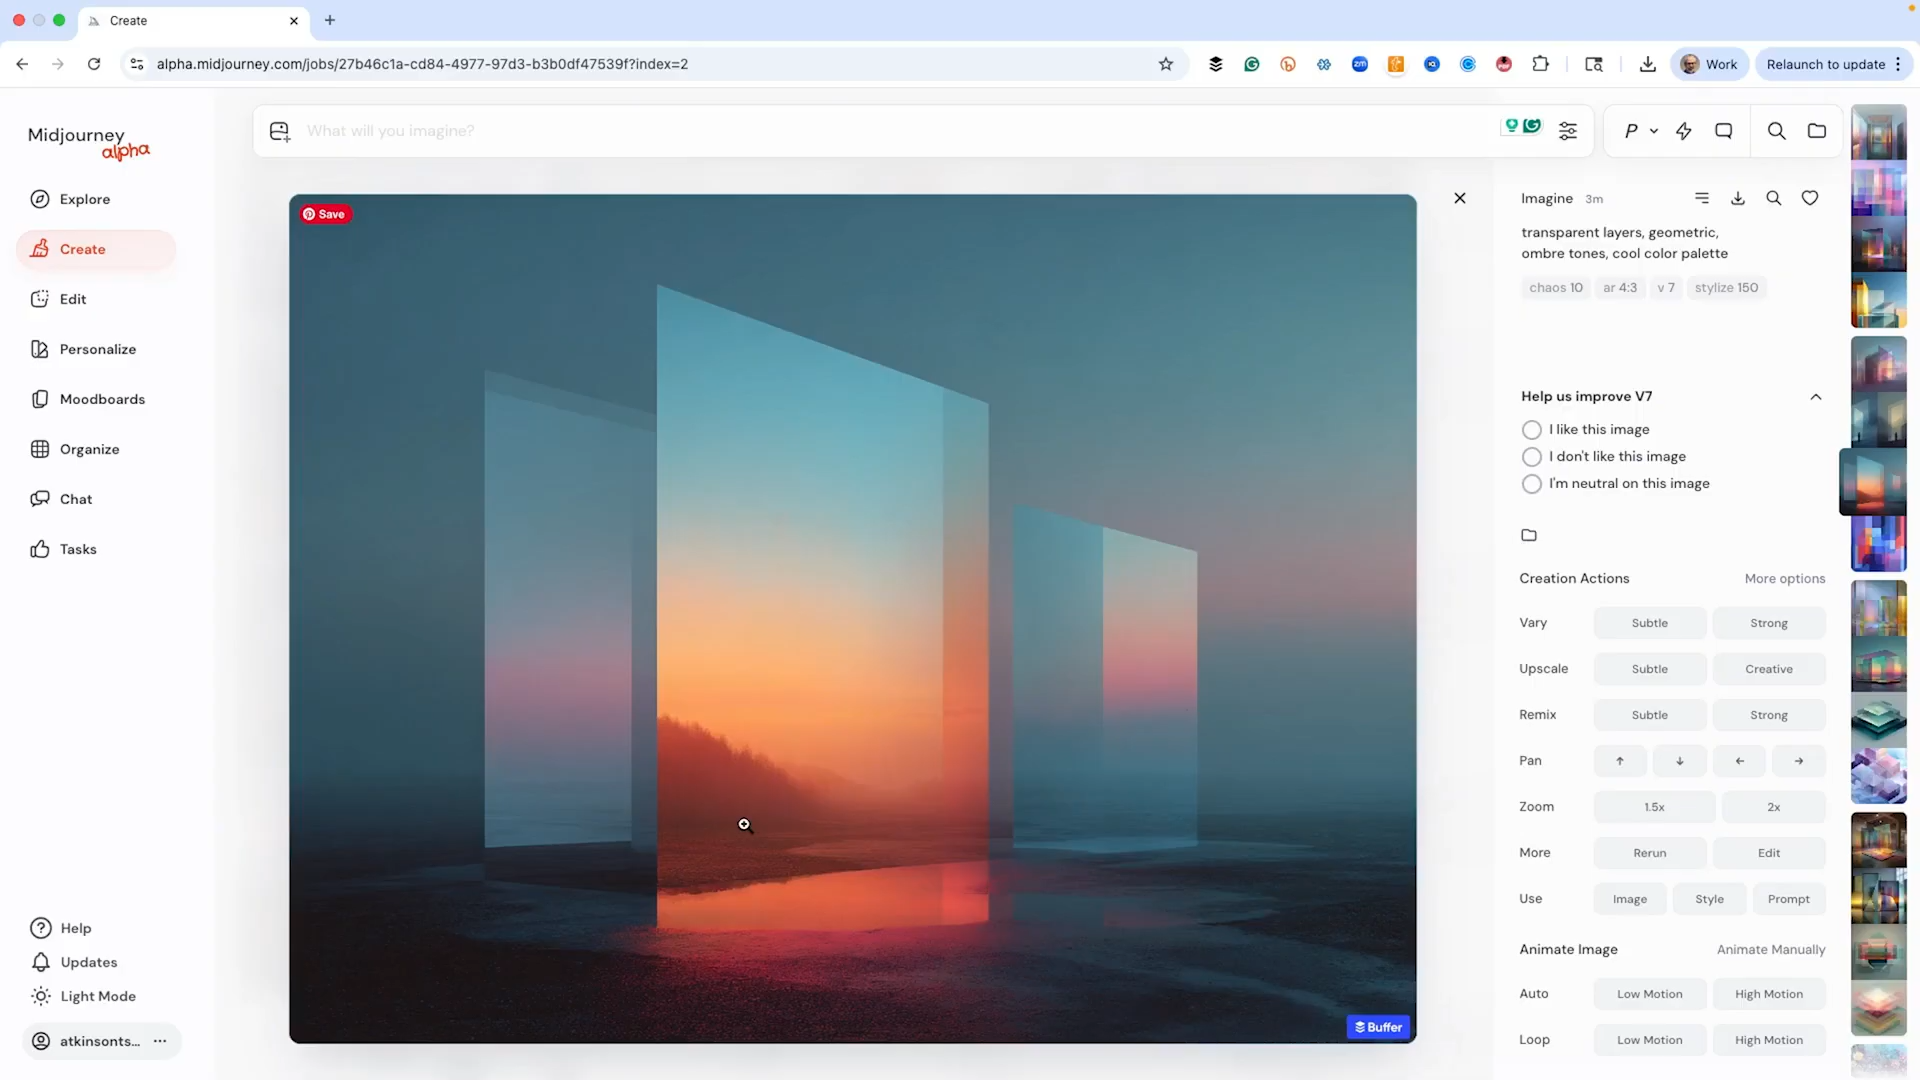 Create
alpha.midjourney.com/jobs/27b46c1a-cd84-4977-97d3-b3b0df47539f?index=2
Work
Relaunch to update
Midjourney
alpha
What will you imagine?
Explore
Create
Edit
Personalize
Moodboards
Organize
Chat
Tasks
Help
Updates
Light Mode
atkinsonts...
Save
Buffer
Imagine 3m
transparent layers, geometric,
ombre tones, cool color palette
chaos 10 ar 4:3 v 7 stylize 150
Help us improve V7
I like this image
I don't like this image
I'm neutral on this image
Creation Actions More options
Vary Subtle Strong
Upscale Subtle Creative
Remix Subtle Strong
Pan
Zoom 1.5x 2x
More Rerun Edit
Use Image Style Prompt
Animate Image Animate Manually
Auto Low Motion High Motion
Loop Low Motion High Motion